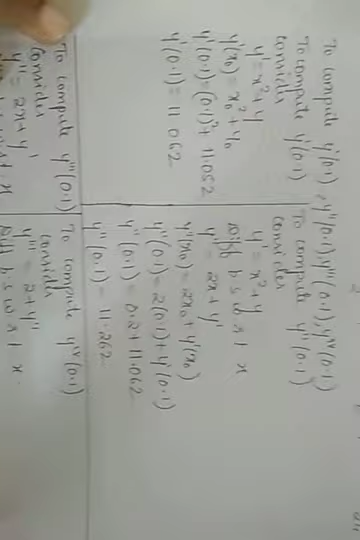 To compute y'(0.1), y''(0.1), y'''(0.1), y^iv(0.1)
To compute y'(0.1)
Consider
y' = x² + y
y'(x₀) = x₀² + y₀
y'(0.1) = (0.1)² + 11.052
y'(0.1) = 11.062
To compute y''(0.1)
Consider
y' = x² + y
Diff b s w r t x
y'' = 2x + y'
y''(x₀) = 2x₀ + y'(x₀)
y''(0.1) = 2(0.1) + y'(0.1)
y''(0.1) = 0.2 + 11.062
y''(0.1) = 11.262
To compute y'''(0.1)
Consider
y'' = 2x + y'
To compute y^iv(0.1)
Consider
y''' = 2 + y''
Diff b s w r t x